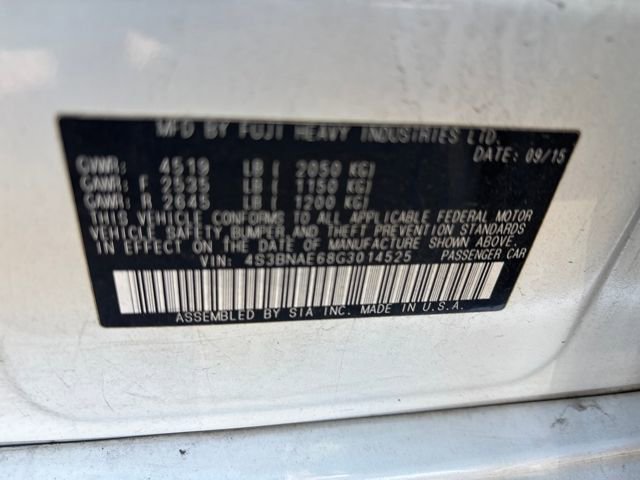 MFD BY FUJI HEAVY INDUSTRIES LTD.
DATE: 09/15
GVWR: 4519 LB ( 2050 KG)
GAWR: F 2535 LB ( 1150 KG)
GAWR: R 2645 LB ( 1200 KG)
THIS VEHICLE CONFORMS TO ALL APPLICABLE FEDERAL MOTOR
VEHICLE SAFETY, BUMPER, AND THEFT PREVENTION STANDARDS
IN EFFECT ON THE DATE OF MANUFACTURE SHOWN ABOVE.
VIN: 4S3BNAE68G3014525 PASSENGER CAR
ASSEMBLED BY SIA INC. MADE IN U.S.A.